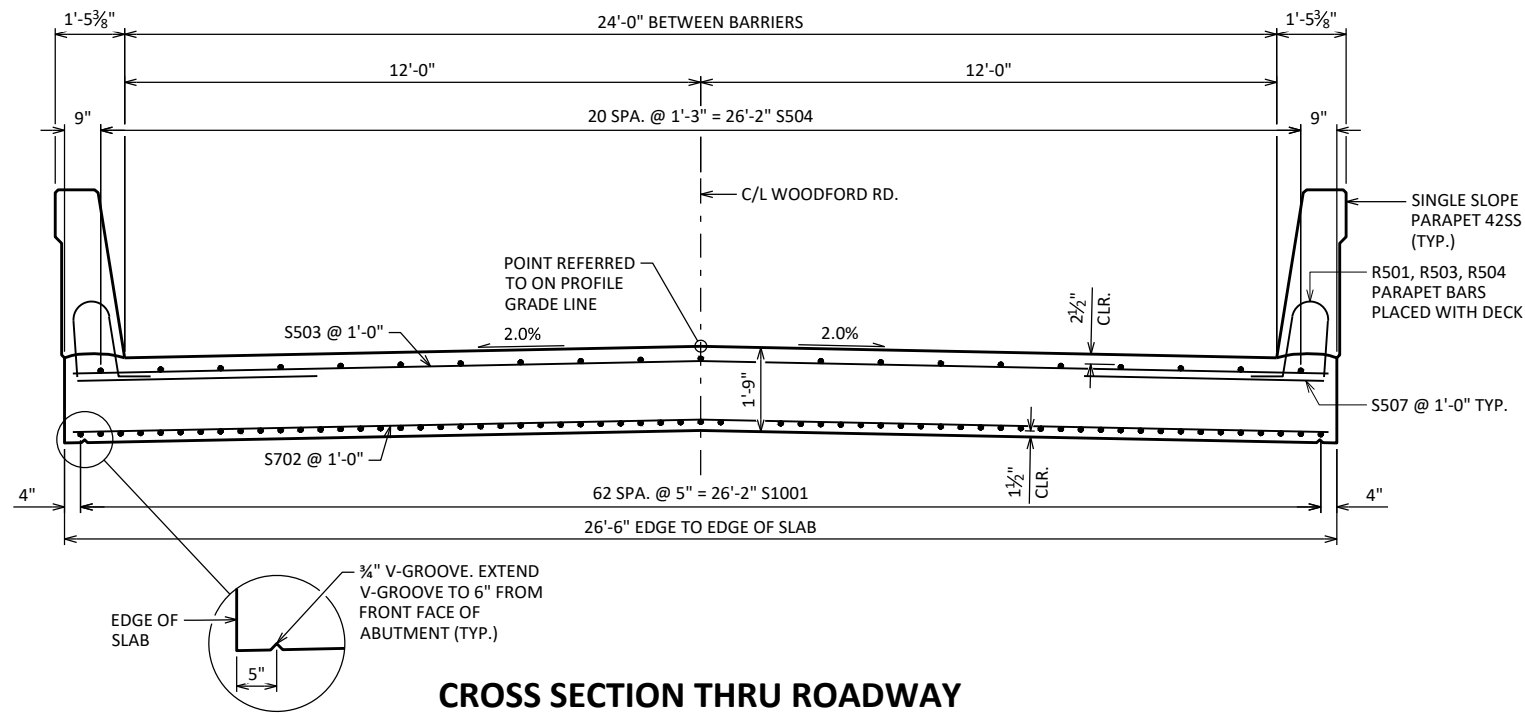 1'-5⅜"
24'-0" BETWEEN BARRIERS
1'-5⅜"
12'-0"
12'-0"
9"
20 SPA. @ 1'-3" = 26'-2" S504
9"
C/L WOODFORD RD.
SINGLE SLOPE
PARAPET 42SS
(TYP.)
POINT REFERRED
TO ON PROFILE
GRADE LINE
R501, R503, R504
PARAPET BARS
PLACED WITH DECK
S503 @ 1'-0"
2.0%
2.0%
2½"
CLR.
1'-9"
S507 @ 1'-0" TYP.
S702 @ 1'-0"
1½"
CLR.
4"
62 SPA. @ 5" = 26'-2" S1001
4"
26'-6" EDGE TO EDGE OF SLAB
¾" V-GROOVE. EXTEND
V-GROOVE TO 6" FROM
FRONT FACE OF
ABUTMENT (TYP.)
EDGE OF
SLAB
5"
CROSS SECTION THRU ROADWAY